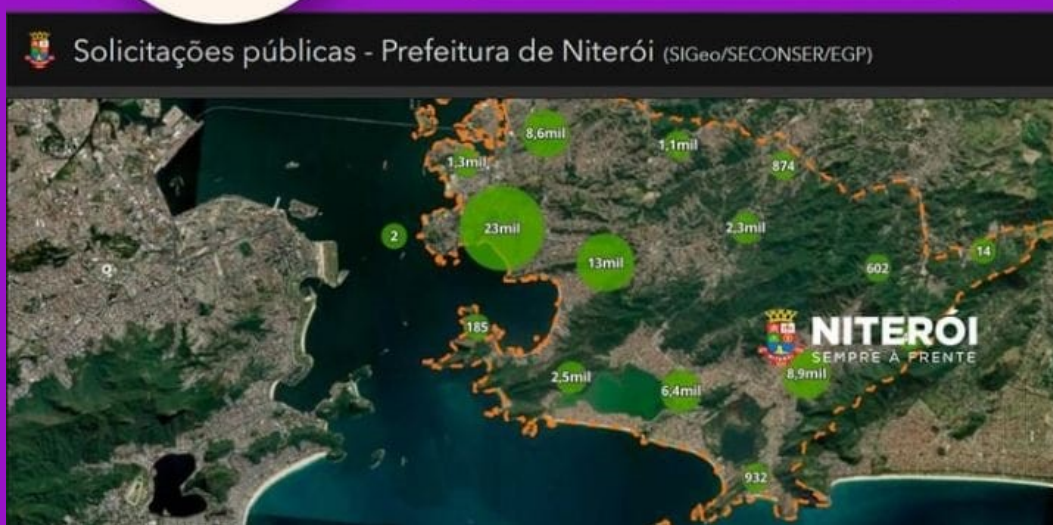 Solicitações públicas - Prefeitura de Niterói (SIGeo/SECONSER/EGP)
8,6mil
1,1mil
1,3mil
874
23mil
2,3mil
2
13mil
14
602
185
NITERÓI
SEMPRE À FRENTE
2,5mil
6,4mil
8,9mil
932